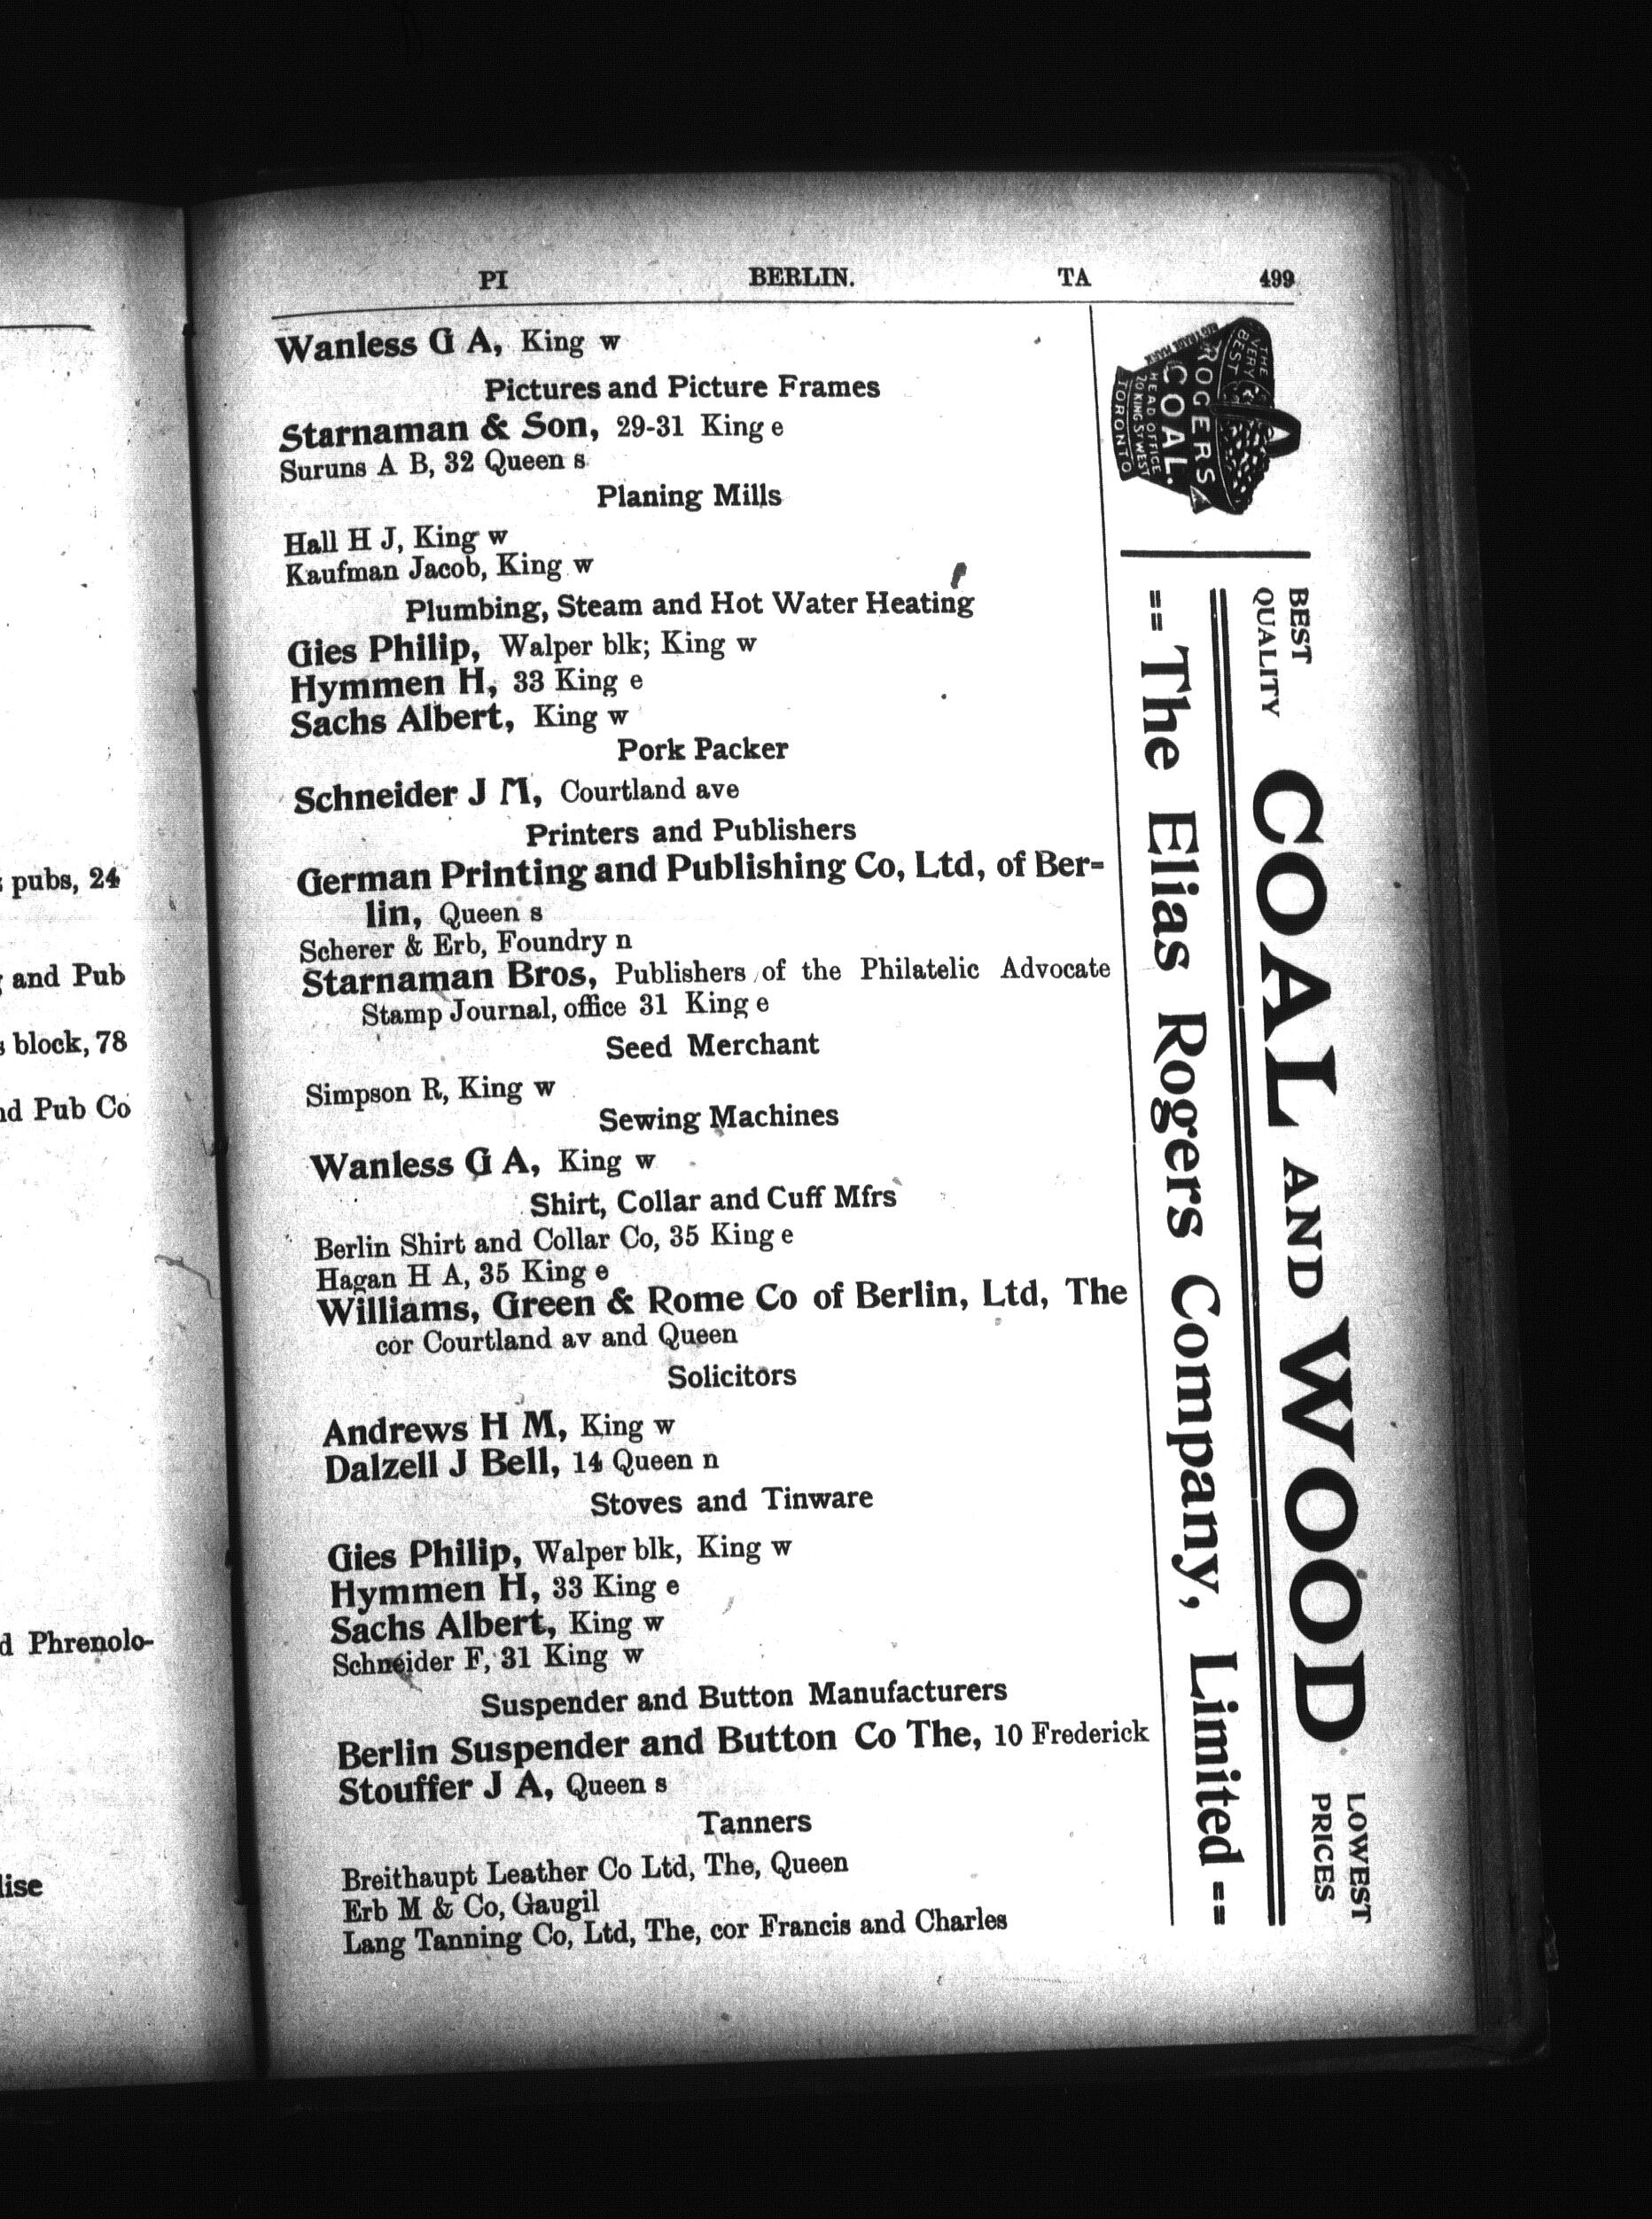 PI BERLIN. TA 499
Wanless G A, King w
Pictures and Picture Frames
Starnaman & Son, 29-31 King e
Suruns A B, 32 Queen s
Planing Mills
Hall H J, King w
Kaufman Jacob, King w
Plumbing, Steam and Hot Water Heating
Gies Philip, Walper blk; King w
Hymmen H, 33 King e
Sachs Albert, King w
Pork Packer
Schneider J M, Courtland ave
Printers and Publishers
German Printing and Publishing Co, Ltd, of Ber-
lin, Queen s
Scherer & Erb, Foundry n
Starnaman Bros, Publishers of the Philatelic Advocate
Stamp Journal, office 31 King e
Seed Merchant
Simpson R, King w
Sewing Machines
Wanless G A, King w
Shirt, Collar and Cuff Mfrs
Berlin Shirt and Collar Co, 35 King e
Hagan H A, 35 King e
Williams, Green & Rome Co of Berlin, Ltd, The
cor Courtland av and Queen
Solicitors
Andrews H M, King w
Dalzell J Bell, 14 Queen n
Stoves and Tinware
Gies Philip, Walper blk, King w
Hymmen H, 33 King e
Sachs Albert, King w
Schneider F, 31 King w
Suspender and Button Manufacturers
Berlin Suspender and Button Co The, 10 Frederick
Stouffer J A, Queen s
Tanners
Breithaupt Leather Co Ltd, The, Queen
Erb M & Co, Gaugil
Lang Tanning Co, Ltd, The, cor Francis and Charles
THE
VERY
BEST
ROGERS
COAL.
HEAD OFFICE
20 KING ST WEST
TORONTO
BEST
QUALITY
COAL AND WOOD
LOWEST
PRICES
The Elias Rogers Company, Limited
pubs, 24
and Pub
block, 78
Pub Co
Phrenolo-